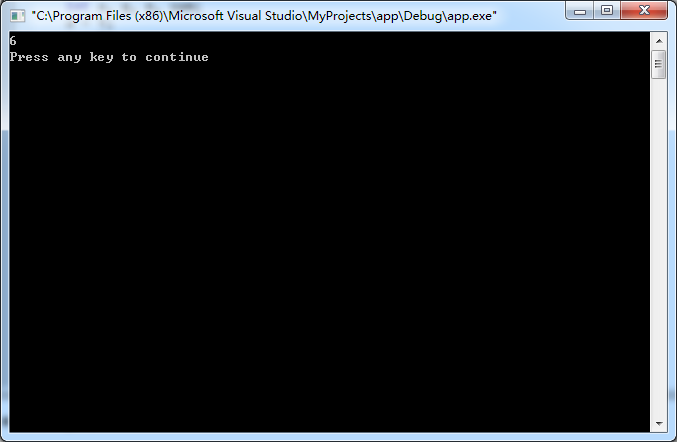 "C:\Program Files (x86)\Microsoft Visual Studio\MyProjects\app\Debug\app.exe"
6
Press any key to continue